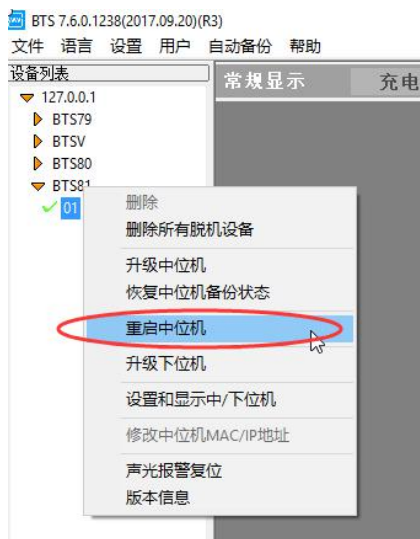 BTS 7.6.0.1238(2017.09.20)(R3)
文件 语言 设置 用户 自动备份 帮助
设备列表
常规显示 充电
127.0.0.1
BTS79
BTSV
BTS80
BTS81
01
删除
删除所有脱机设备
升级中位机
恢复中位机备份状态
重启中位机
升级下位机
设置和显示中/下位机
修改中位机MAC/IP地址
声光报警复位
版本信息